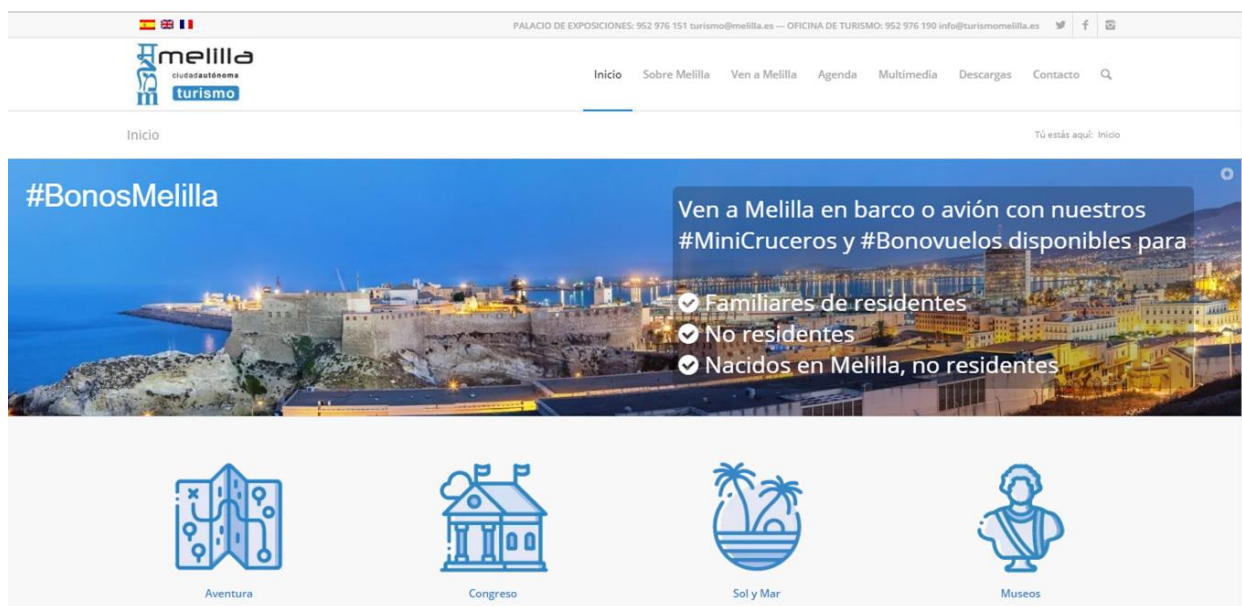 PALACIO DE EXPOSICIONES: 952 976 151 turismo@melilla.es — OFICINA DE TURISMO: 952 976 190 info@turismomelilla.es
melilla
ciudadautónoma
turismo
Inicio Sobre Melilla Ven a Melilla Agenda Multimedia Descargas Contacto
Inicio
Tú estás aquí: Inicio
#BonosMelilla
Ven a Melilla en barco o avión con nuestros
#MiniCruceros y #Bonovuelos disponibles para
Familiares de residentes
No residentes
Nacidos en Melilla, no residentes
Aventura
Congreso
Sol y Mar
Museos